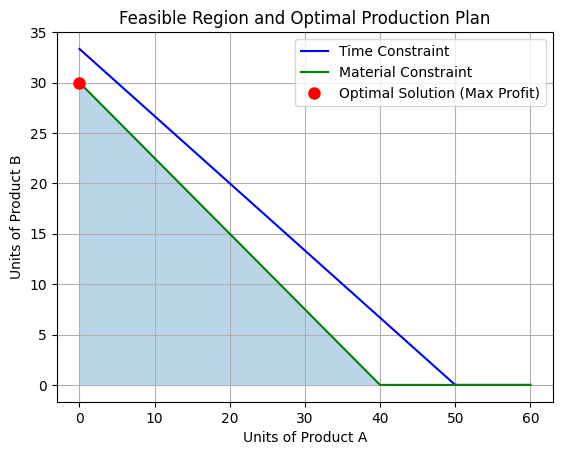 Feasible Region and Optimal Production Plan
Time Constraint
Material Constraint
Optimal Solution (Max Profit)
Units of Product B
35
30
25
20
15
10
5
0
0 10 20 30 40 50 60
Units of Product A